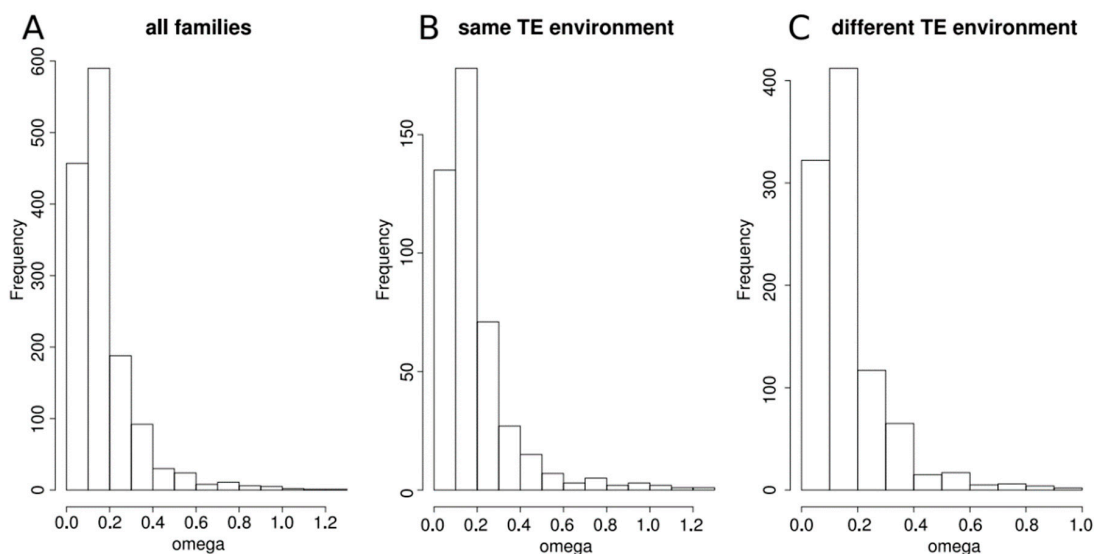 A all families
600
500
400
300
200
100
0
Frequency
0.0 0.2 0.4 0.6 0.8 1.0 1.2
omega
B same TE environment
150
100
50
0
Frequency
0.0 0.2 0.4 0.6 0.8 1.0 1.2
omega
C different TE environment
400
300
200
100
0
Frequency
0.0 0.2 0.4 0.6 0.8 1.0
omega